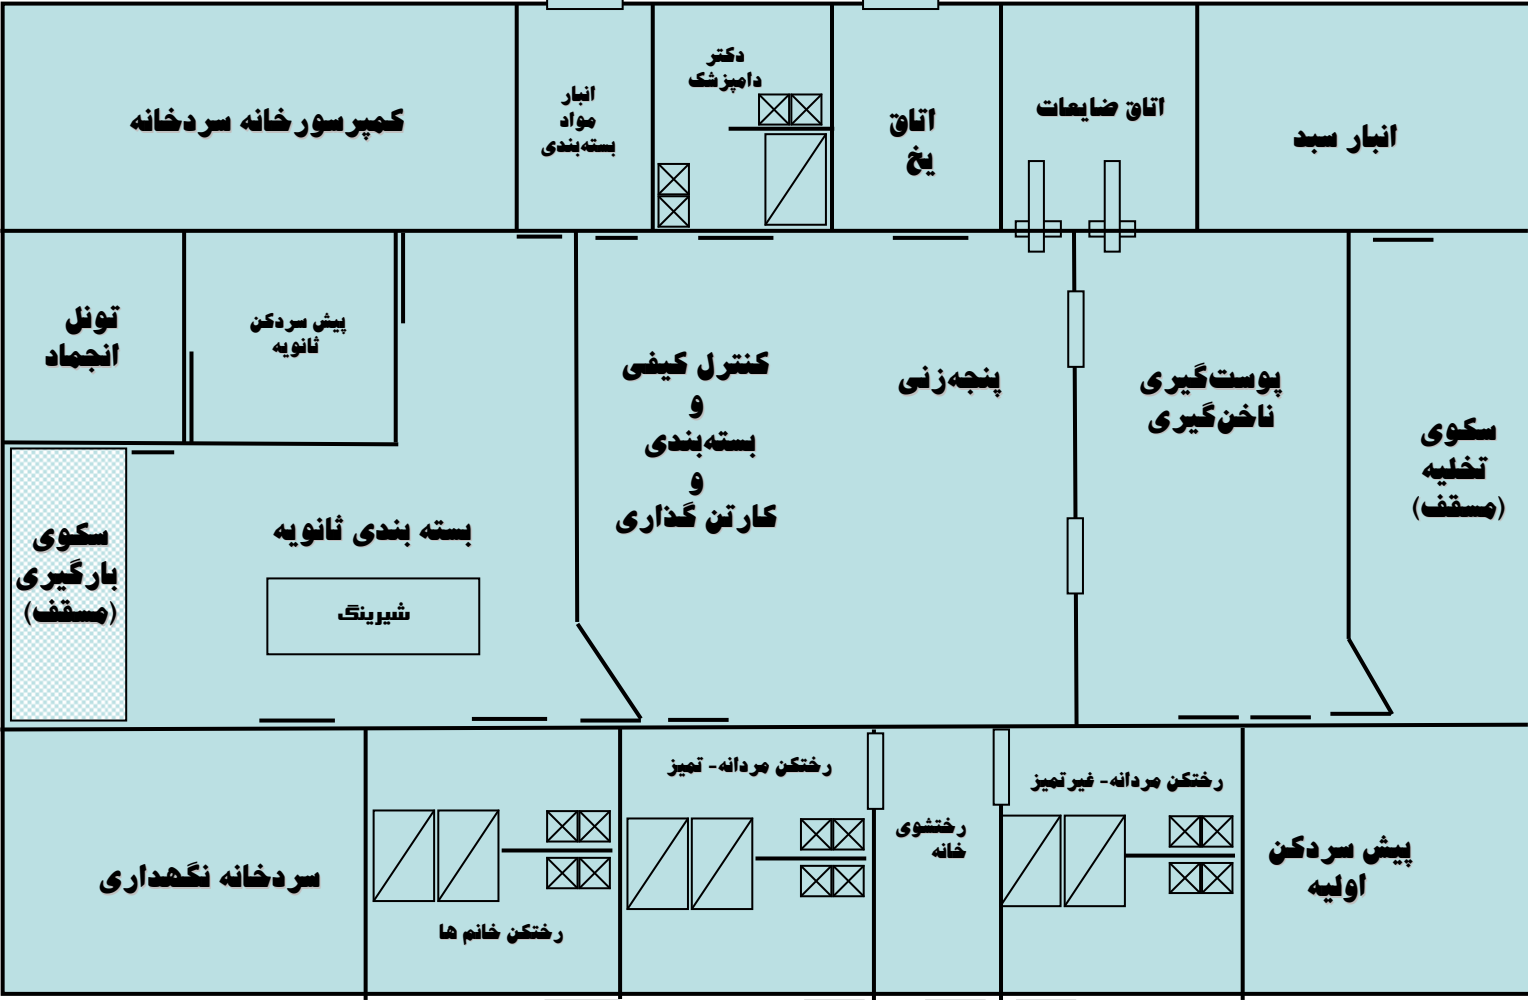 انبار سبد
اتاق ضایعات
اتاق
یخ
دکتر
دامپزشک
انبار
مواد
بسته‌بندی
کمپرسورخانه سردخانه
سکوی
تخلیه
(مسقف)
پوست‌گیری
ناخن‌گیری
پنجه‌زنی
کنترل کیفی
و
بسته‌بندی
و
کارتن گذاری
پیش سردکن
ثانویه
تونل
انجماد
بسته بندی ثانویه
شیرینگ
سکوی
بارگیری
(مسقف)
پیش سردکن
اولیه
رختکن مردانه- غیرتمیز
رختشوی
خانه
رختکن مردانه- تمیز
رختکن خانم ها
سردخانه نگهداری